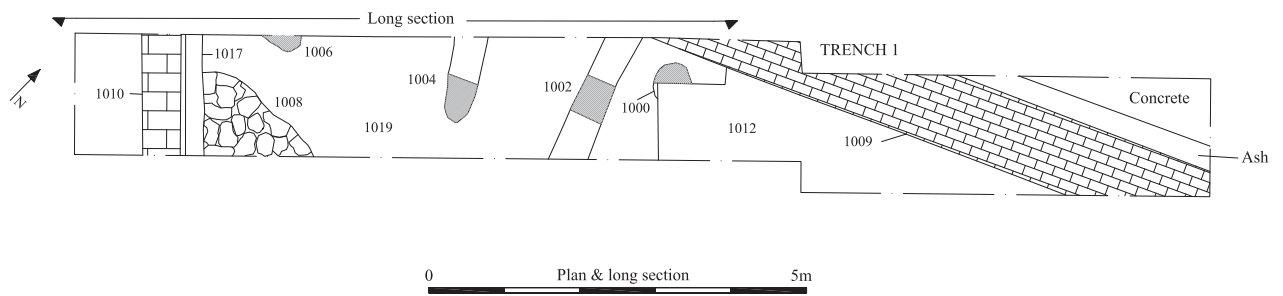 Long section
TRENCH 1
1017
1006
1004
1002
1010
1008
1000
Concrete
1019
1012
1009
Ash
N
0 Plan & long section 5m